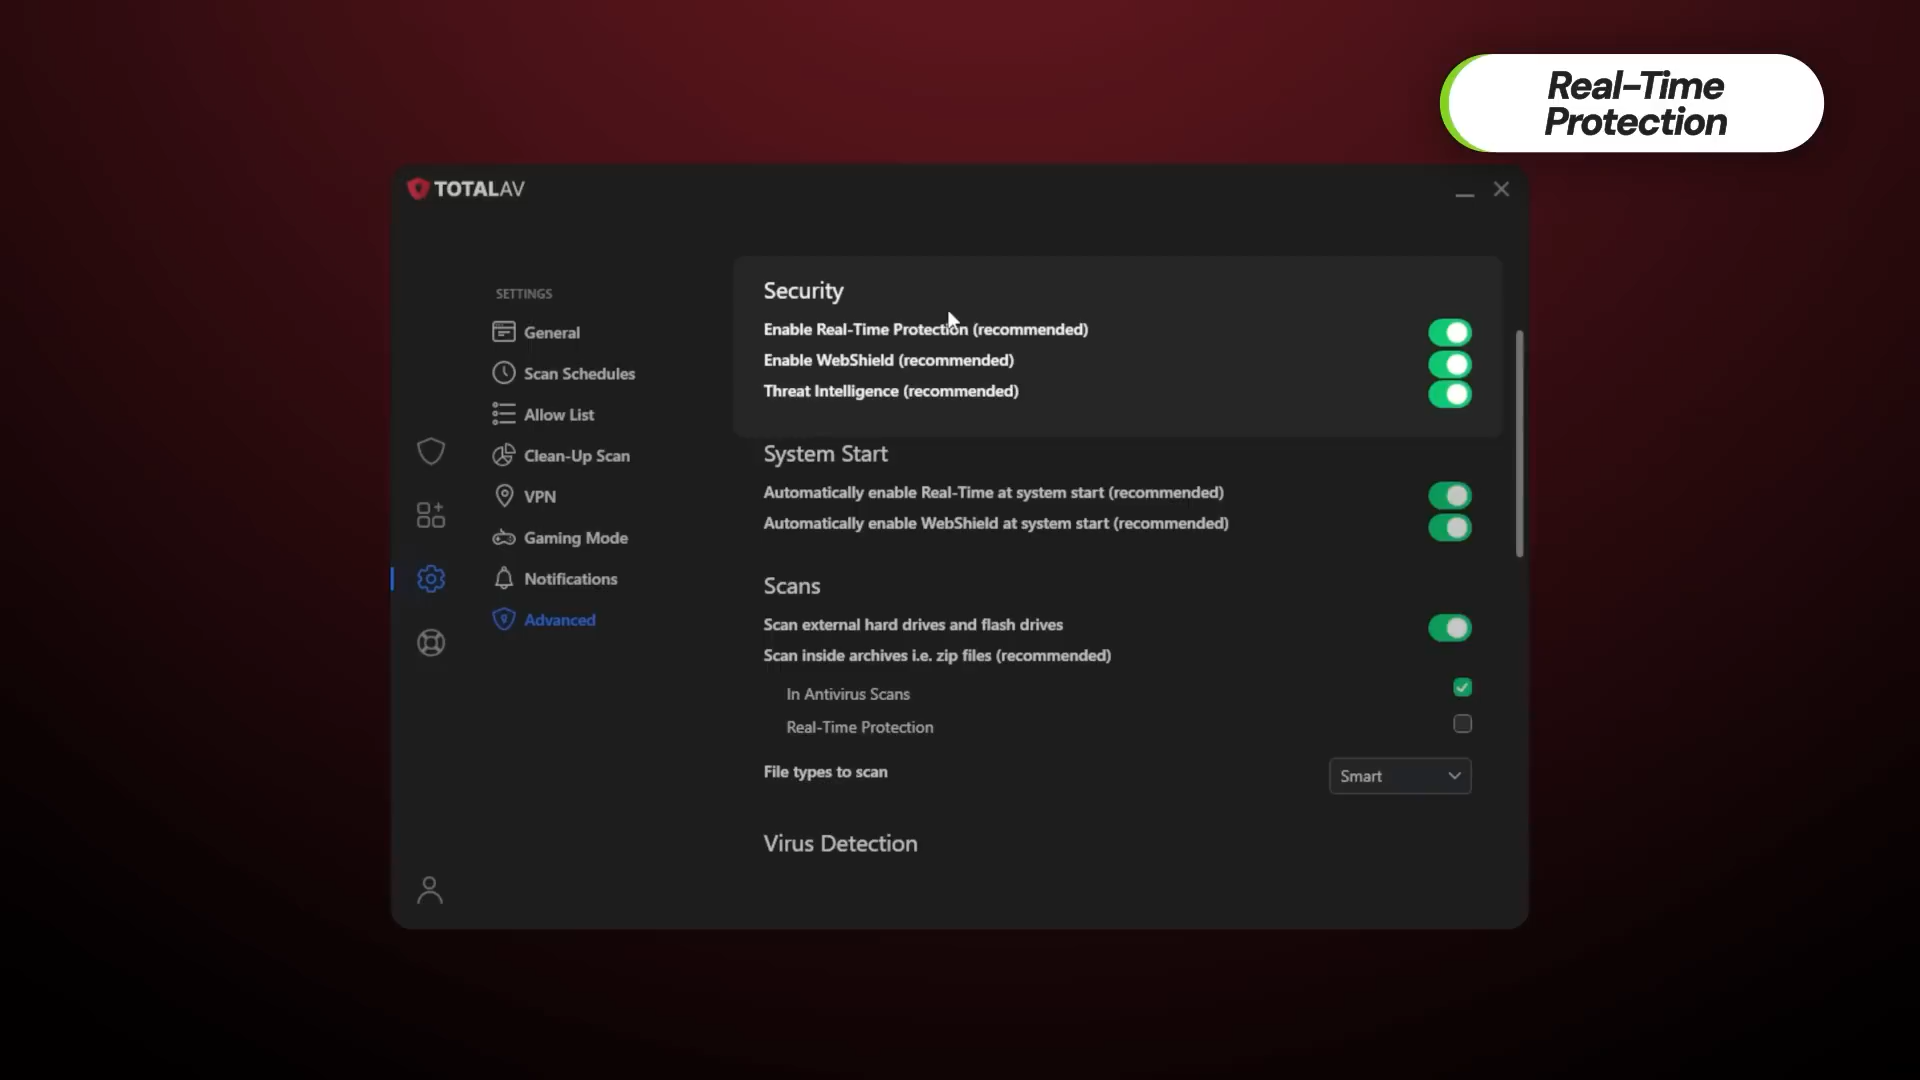 Real-Time
Protection
TOTALAV
SETTINGS
General
Scan Schedules
Allow List
Clean-Up Scan
VPN
Gaming Mode
Notifications
Advanced
Security
Enable Real-Time Protection (recommended)
Enable WebShield (recommended)
Threat Intelligence (recommended)
System Start
Automatically enable Real-Time at system start (recommended)
Automatically enable WebShield at system start (recommended)
Scans
Scan external hard drives and flash drives
Scan inside archives i.e. zip files (recommended)
In Antivirus Scans
Real-Time Protection
File types to scan
Smart
Virus Detection